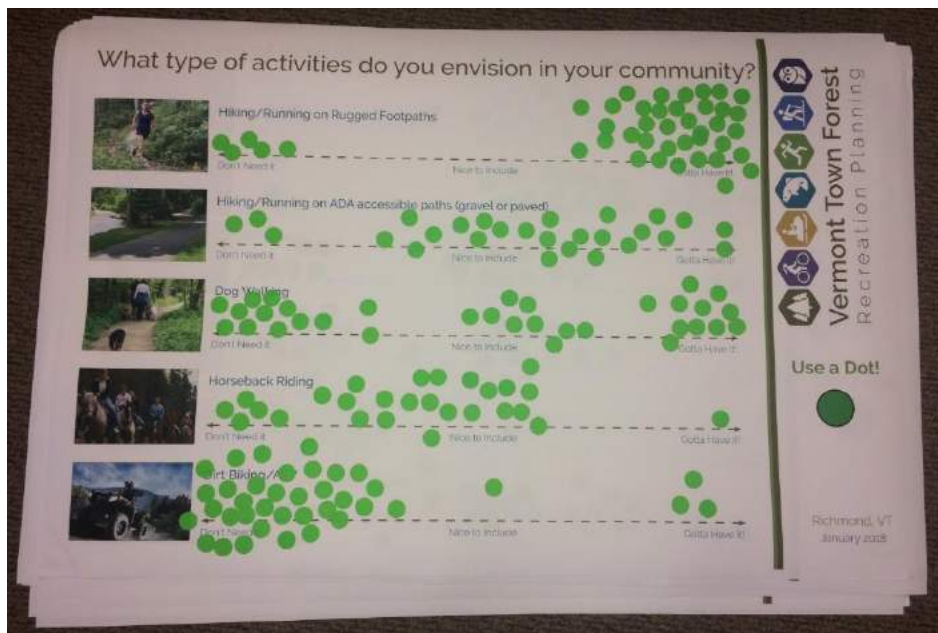 What type of activities do you envision in your community?
Hiking/Running on Rugged Footpaths
Don't Need it
Nice to Include
Gotta Have it!
Hiking/Running on ADA accessible paths (gravel or paved)
Don't Need it
Nice to Include
Gotta Have it!
Dog Walking
Don't Need it
Nice to Include
Gotta Have it!
Horseback Riding
Don't Need it
Nice to Include
Gotta Have it!
Dirt Biking/
Don't Need
Nice to Include
Gotta Have it!
Vermont Town Forest
Recreation Planning
Use a Dot!
Richmond, VT
January 2018